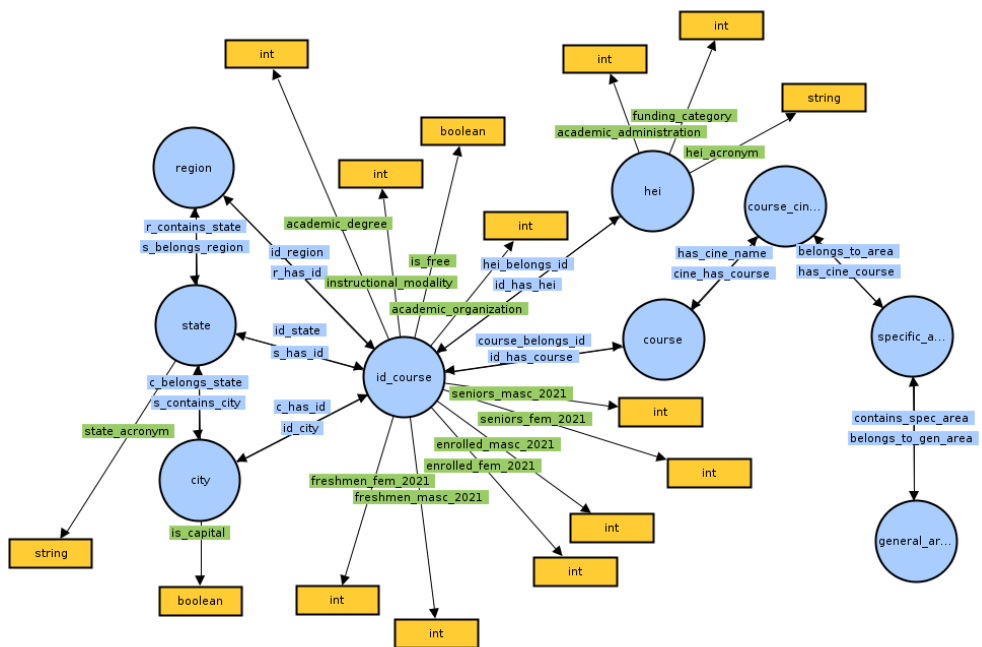 int
int
int
string
funding_category
academic_administration
boolean
hei_acronym
region
int
hei
course_cin...
int
r_contains_state
academic_degree
s_belongs_region
id_region
is_free
hei_belongs_id
has_cine_name
belongs_to_area
r_has_id
instructional_modality
id_has_hei
cine_has_course
has_cine_course
academic_organization
state
id_state
s_has_id
course_belongs_id
id_has_course
course
specific_a...
id_course
c_belongs_state
s_contains_city
c_has_id
id_city
seniors_masc_2021
int
seniors_fem_2021
contains_spec_area
belongs_to_gen_area
state_acronym
enrolled_masc_2021
enrolled_fem_2021
int
city
freshmen_fem_2021
freshmen_masc_2021
is_capital
int
general_ar...
string
int
boolean
int
int